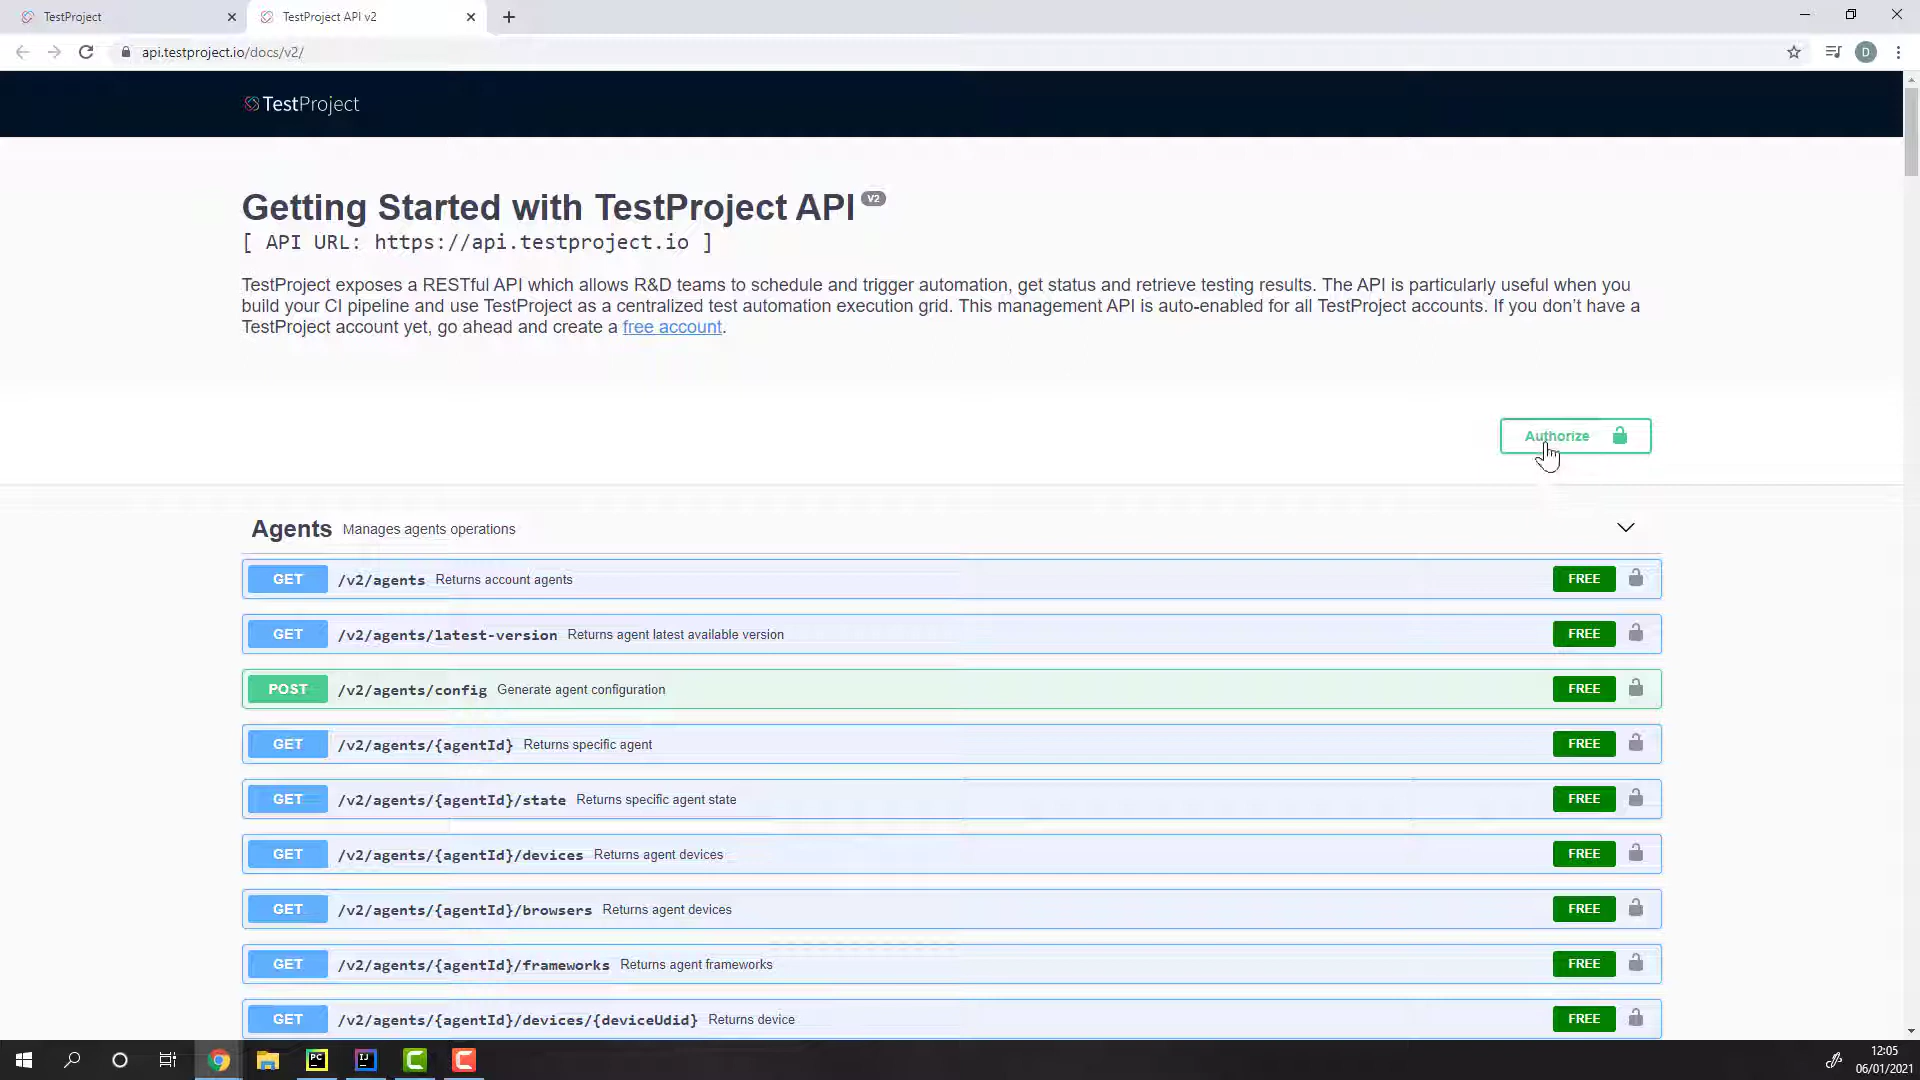 TestProject
TestProject API v2
api.testproject.io/docs/v2/
D
TestProject
Getting Started with TestProject API V2
[ API URL: https://api.testproject.io ]
TestProject exposes a RESTful API which allows R&D teams to schedule and trigger automation, get status and retrieve testing results. The API is particularly useful when you
build your CI pipeline and use TestProject as a centralized test automation execution grid. This management API is auto-enabled for all TestProject accounts. If you don’t have a
TestProject account yet, go ahead and create a free account.
Authorize
Agents Manages agents operations
GET /v2/agents Returns account agents FREE
GET /v2/agents/latest-version Returns agent latest available version FREE
POST /v2/agents/config Generate agent configuration FREE
GET /v2/agents/{agentId} Returns specific agent FREE
GET /v2/agents/{agentId}/state Returns specific agent state FREE
GET /v2/agents/{agentId}/devices Returns agent devices FREE
GET /v2/agents/{agentId}/browsers Returns agent devices FREE
GET /v2/agents/{agentId}/frameworks Returns agent frameworks FREE
GET /v2/agents/{agentId}/devices/{deviceUdid} Returns device FREE
PC
IJ
12:05
06/01/2021